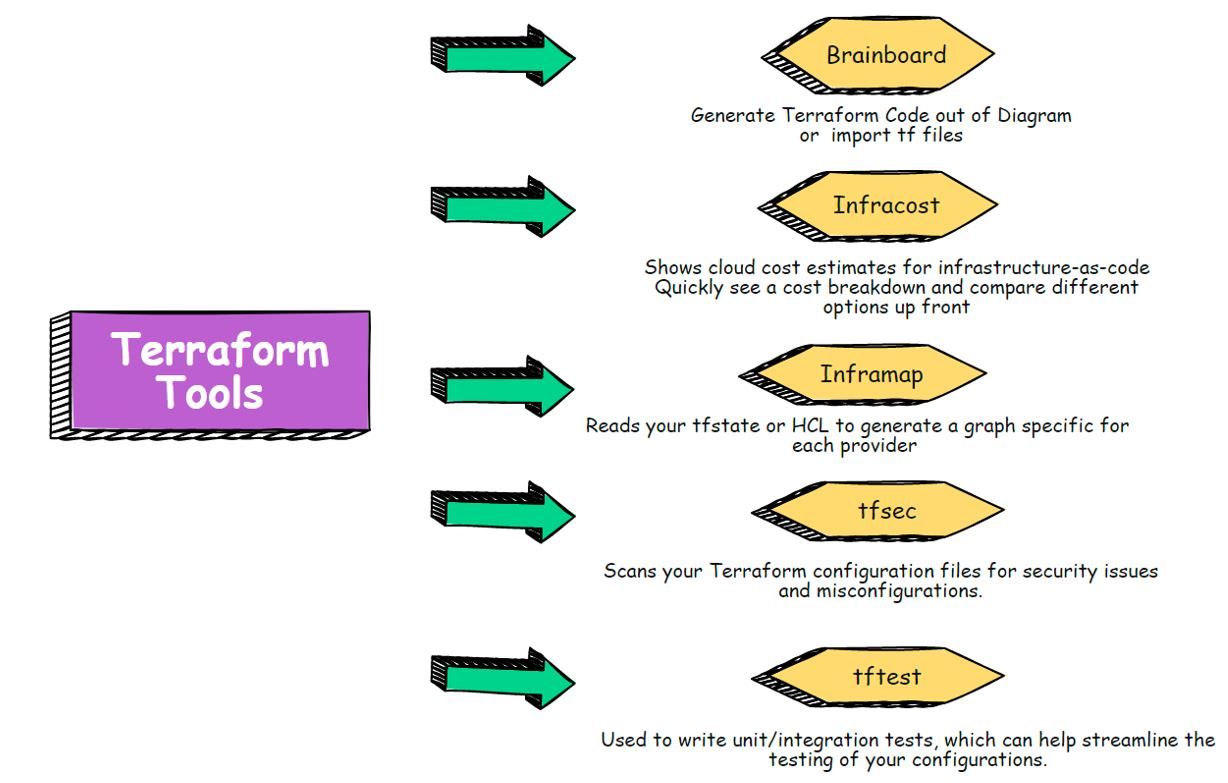 Terraform
Tools
Brainboard
Generate Terraform Code out of Diagram
or import tf files
Infracost
Shows cloud cost estimates for infrastructure-as-code
Quickly see a cost breakdown and compare different
options up front
Inframap
Reads your tfstate or HCL to generate a graph specific for
each provider
tfsec
Scans your Terraform configuration files for security issues
and misconfigurations.
tftest
Used to write unit/integration tests, which can help streamline the
testing of your configurations.